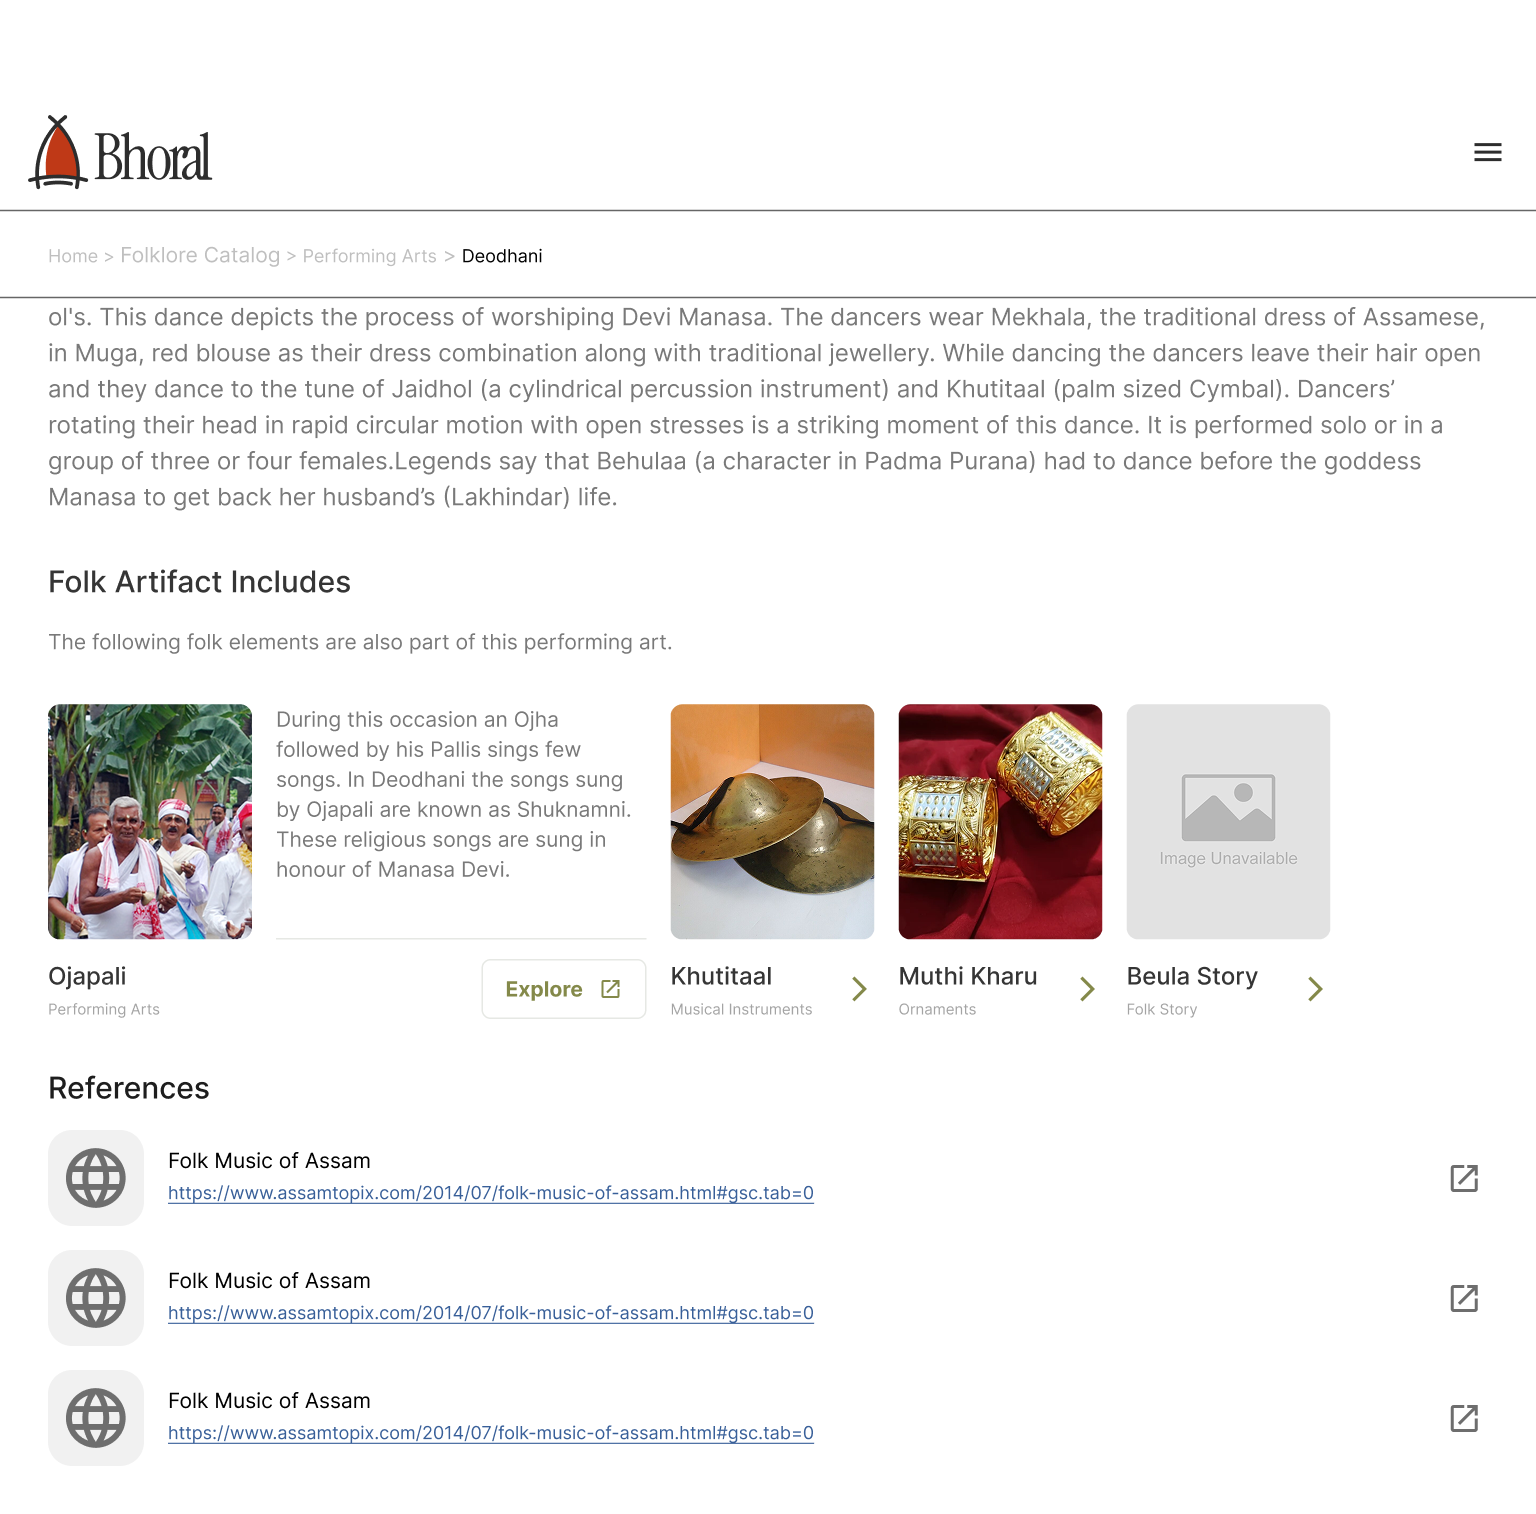 Bhoral
Home > Folklore Catalog > Performing Arts > Deodhani
ol's. This dance depicts the process of worshiping Devi Manasa. The dancers wear Mekhala, the traditional dress of Assamese,
in Muga, red blouse as their dress combination along with traditional jewellery. While dancing the dancers leave their hair open
and they dance to the tune of Jaidhol (a cylindrical percussion instrument) and Khutitaal (palm sized Cymbal). Dancers’
rotating their head in rapid circular motion with open stresses is a striking moment of this dance. It is performed solo or in a
group of three or four females.Legends say that Behulaa (a character in Padma Purana) had to dance before the goddess
Manasa to get back her husband’s (Lakhindar) life.
Folk Artifact Includes
The following folk elements are also part of this performing art.
During this occasion an Ojha
followed by his Pallis sings few
songs. In Deodhani the songs sung
by Ojapali are known as Shuknamni.
These religious songs are sung in
honour of Manasa Devi.
Image Unavailable
Ojapali
Performing Arts
Explore
Khutitaal
Musical Instruments
Muthi Kharu
Ornaments
Beula Story
Folk Story
References
Folk Music of Assam
https://www.assamtopix.com/2014/07/folk-music-of-assam.html#gsc.tab=0
Folk Music of Assam
https://www.assamtopix.com/2014/07/folk-music-of-assam.html#gsc.tab=0
Folk Music of Assam
https://www.assamtopix.com/2014/07/folk-music-of-assam.html#gsc.tab=0